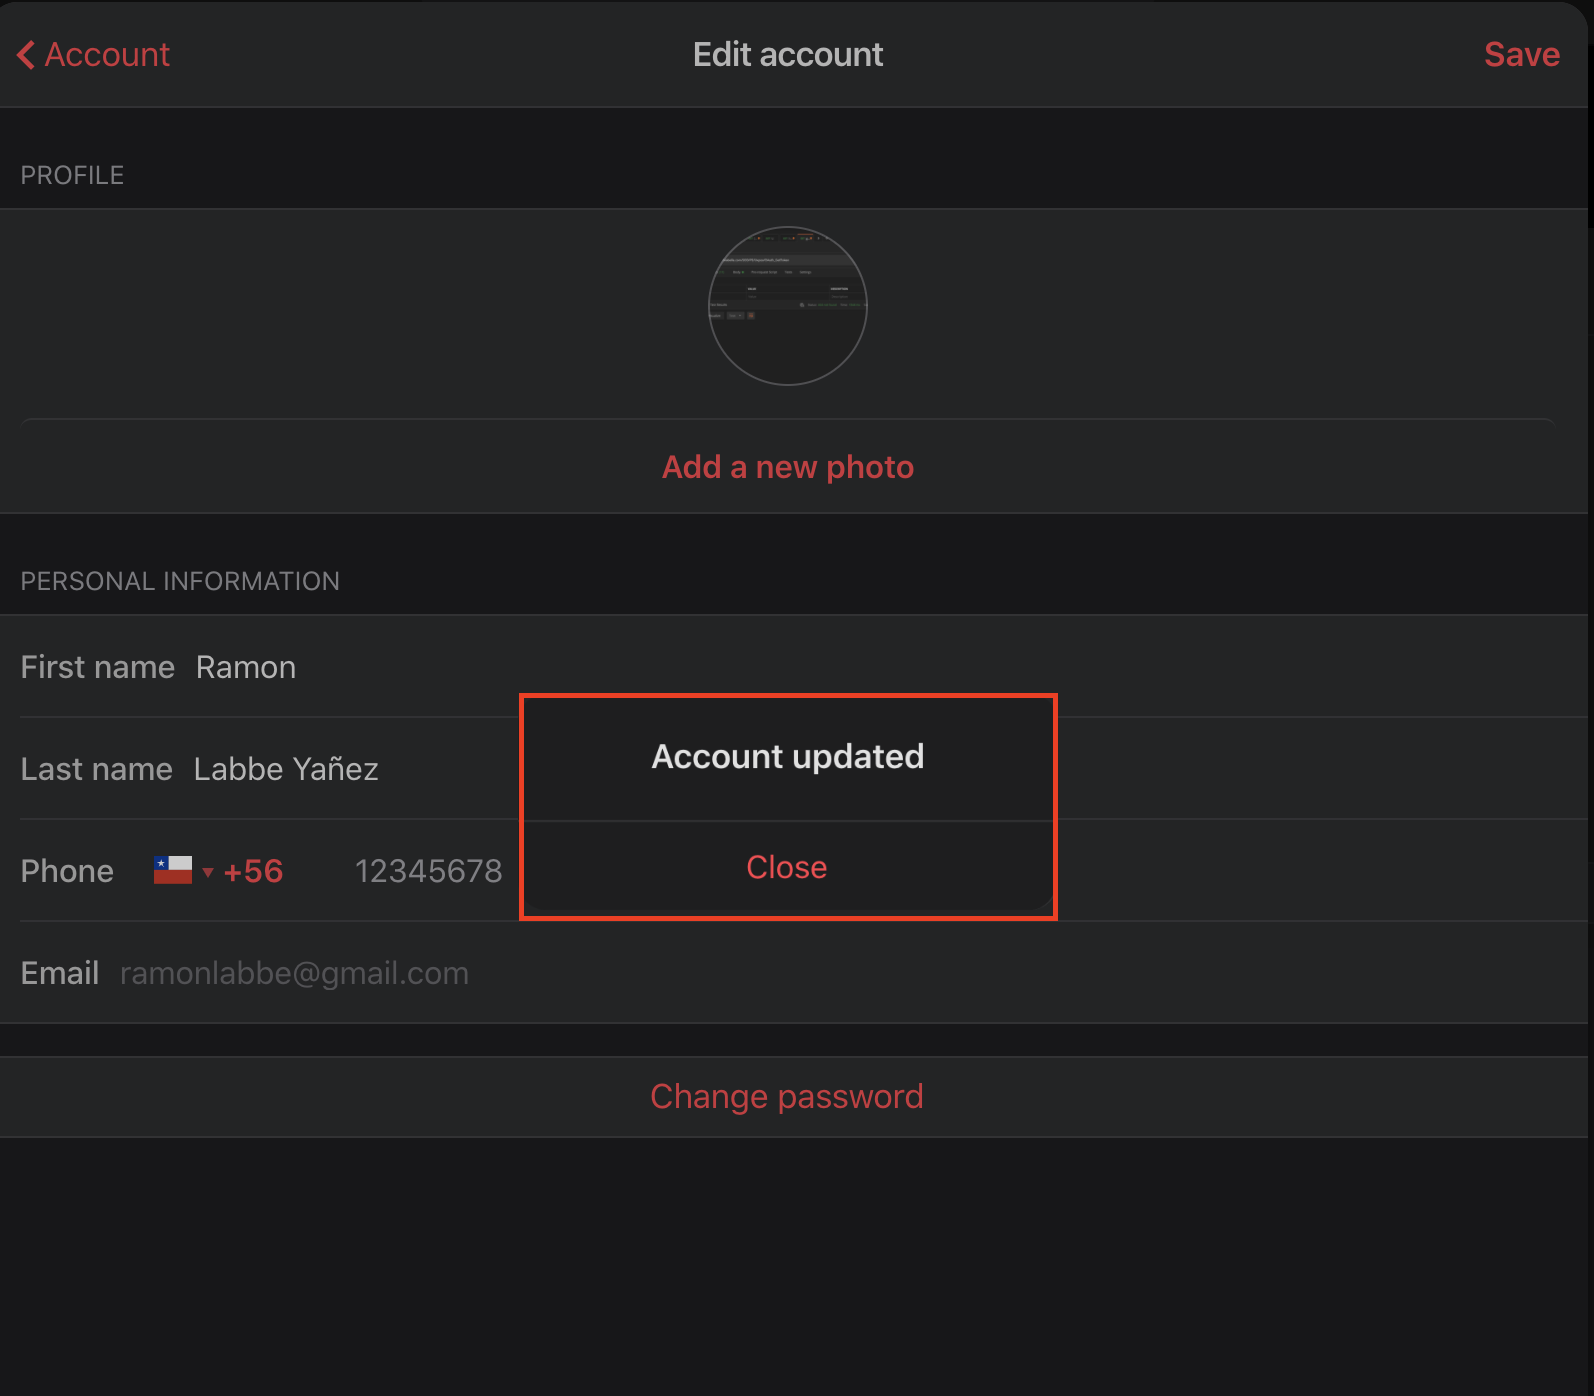 Account
Edit account
Save
PROFILE
Add a new photo
PERSONAL INFORMATION
First name Ramon
Last name Labbe Yañez
Account updated
Phone +56 12345678
Close
Email ramonlabbe@gmail.com
Change password